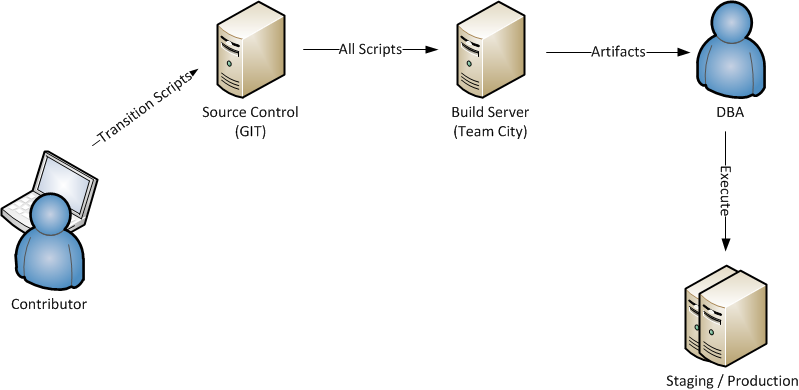 Transition Scripts
Source Control
(GIT)
All Scripts
Build Server
(Team City)
Artifacts
DBA
Execute
Contributor
Staging / Production